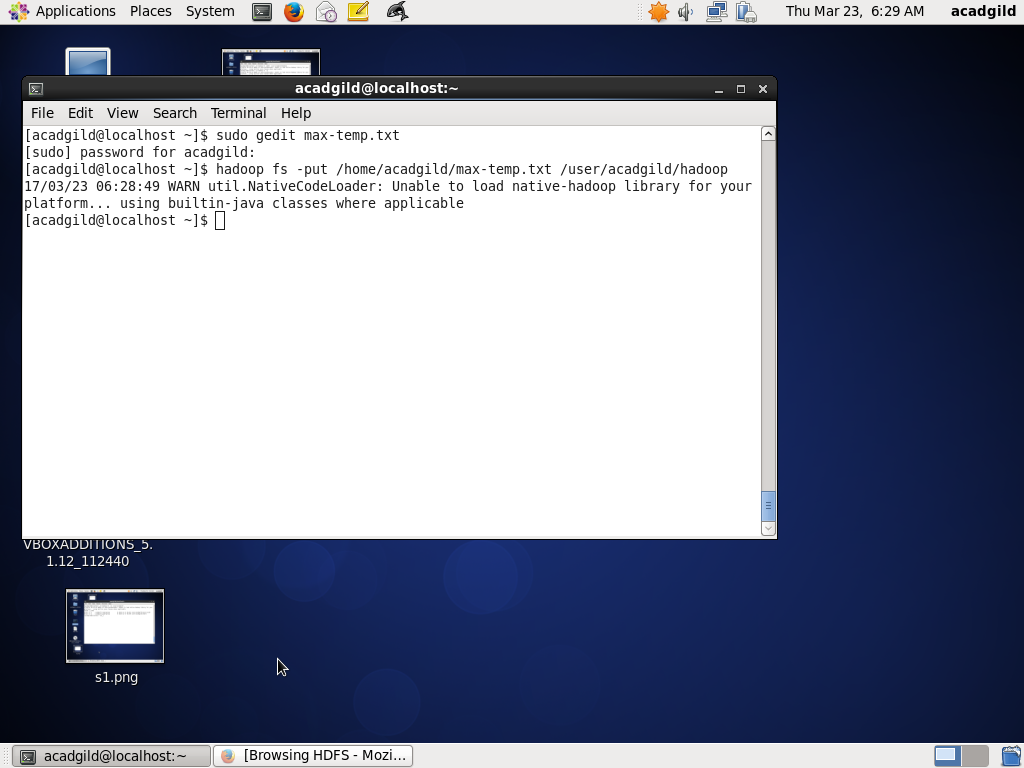 Applications Places System Thu Mar 23, 6:29 AM acadgild
acadgild@localhost:~
File Edit View Search Terminal Help
[acadgild@localhost ~]$ sudo gedit max-temp.txt
[sudo] password for acadgild:
[acadgild@localhost ~]$ hadoop fs -put /home/acadgild/max-temp.txt /user/acadgild/hadoop
17/03/23 06:28:49 WARN util.NativeCodeLoader: Unable to load native-hadoop library for your
platform... using builtin-java classes where applicable
[acadgild@localhost ~]$
VBOXADDITIONS_5.
1.12_112440
s1.png
acadgild@localhost:~ [Browsing HDFS - Mozi...